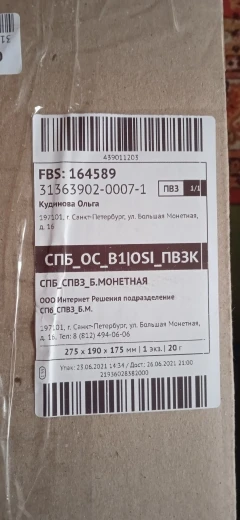 439011203
FBS: 164589
31363902-0007-1 ПВЗ 1/1
Кудинова Ольга
197101, г. Санкт-Петербург, ул. Большая Монетная,
д. 16
СПБ_ОС_В1|OSI_ПВЗК
СПБ_СПВЗ_Б.МОНЕТНАЯ
ООО Интернет Решения подразделение
СПб_СПВЗ_Б.М.
197101, г. Санкт-Петербург, ул. Большая Монетная,
д. 16, Тел: 8 (812) 494-06-06
275 x 190 x 175 мм | 1 экз. | 20 г
Упак: 23.06.2021 14:34 / Дост: 26.06.2021 21:00
21936028382000